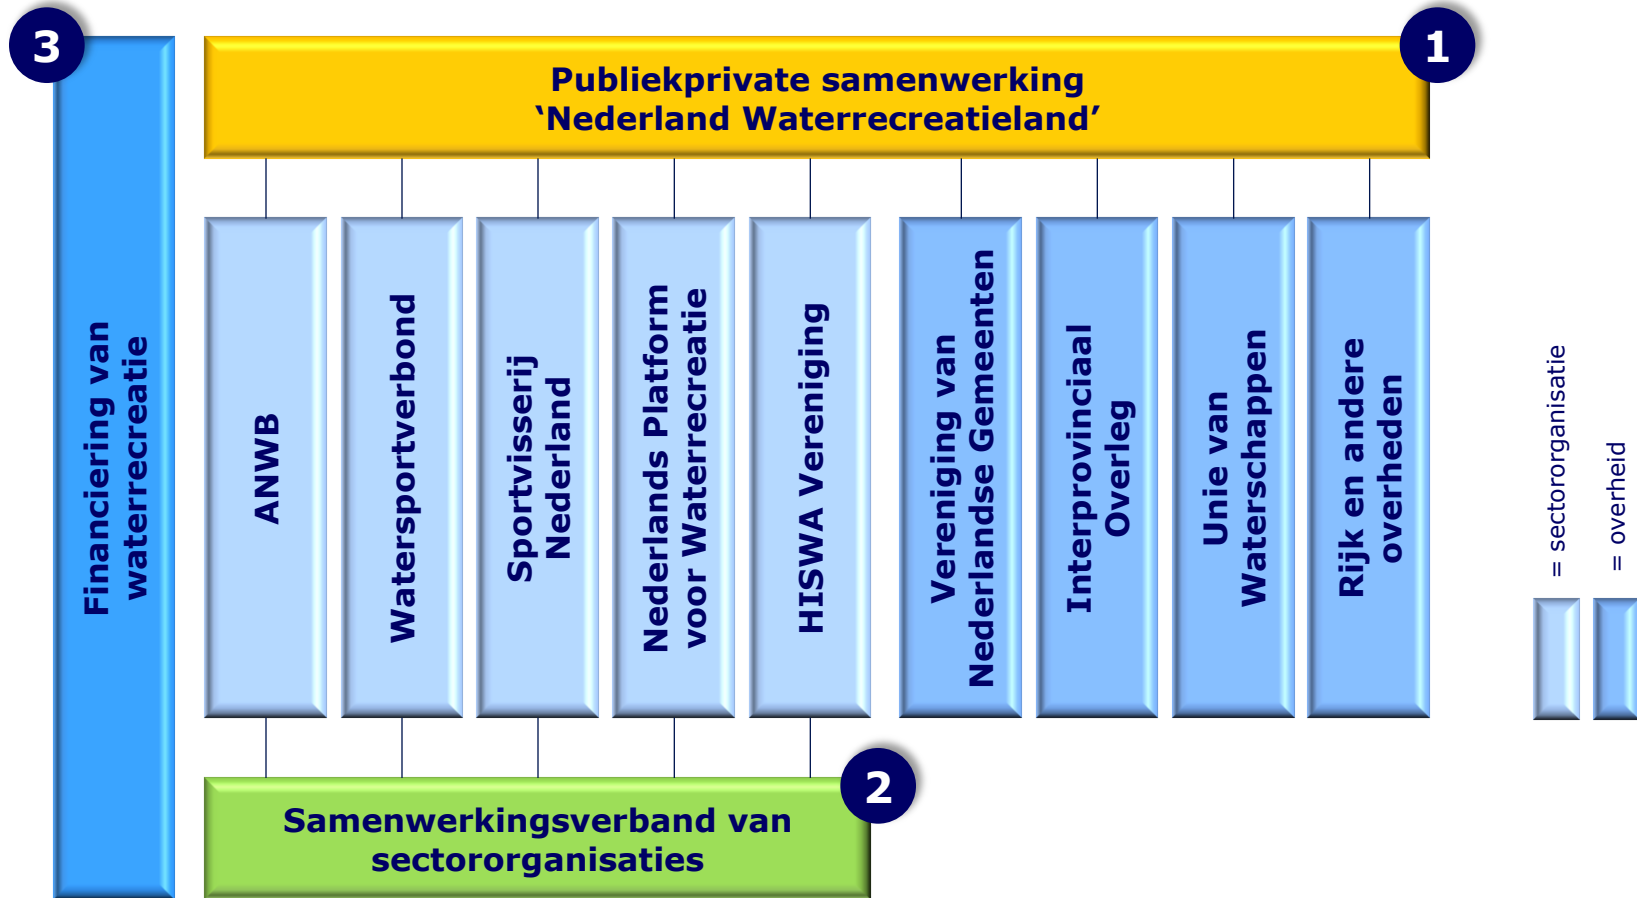 3
1
Publiekprivate samenwerking
‘Nederland Waterrecreatieland’
Financiering van
waterrecreatie
ANWB
Watersportverbond
Sportvisserij
Nederland
Nederlands Platform
voor Waterrecreatie
HISWA Vereniging
Vereniging van
Nederlandse Gemeenten
Interprovinciaal
Overleg
Unie van
Waterschappen
Rijk en andere
overheden
= sectororganisatie
= overheid
2
Samenwerkingsverband van
sectororganisaties